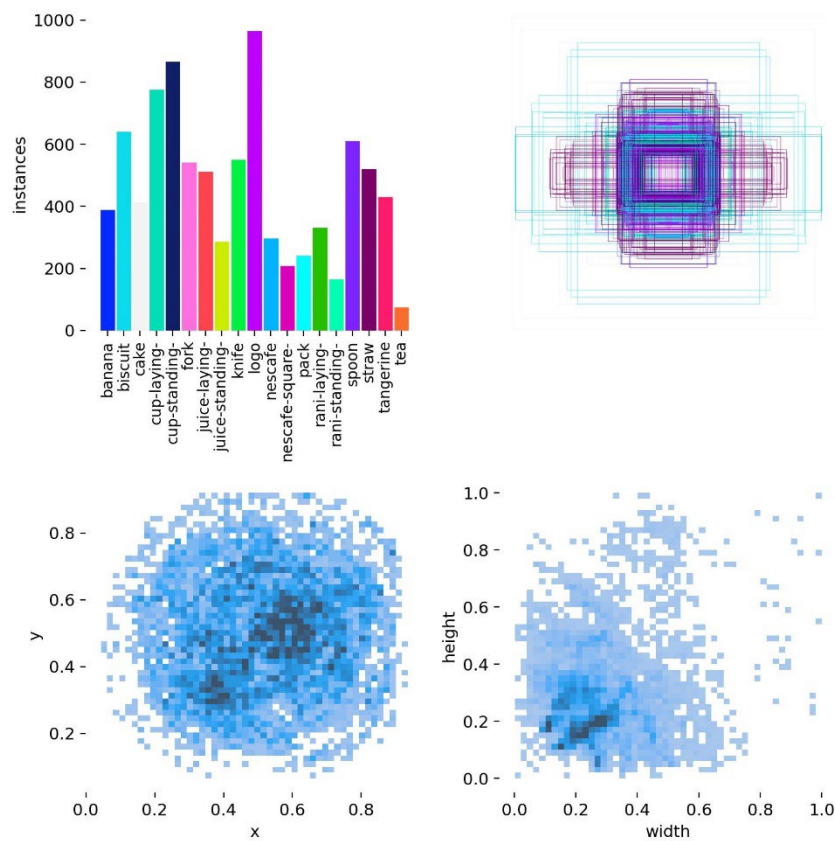 1000
800
600
400
200
0
instances
banana
biscuit
cake
cup-laying-
cup-standing-
fork
juice-laying-
juice-standing-
knife
logo
nescafe
nescafe-square-
pack
rani-laying-
rani-standing-
spoon
straw
tangerine
tea
0.8
0.6
0.4
0.2
y
0.0 0.2 0.4 0.6 0.8
x
1.0
0.8
0.6
0.4
0.2
0.0
height
0.0 0.2 0.4 0.6 0.8 1.0
width